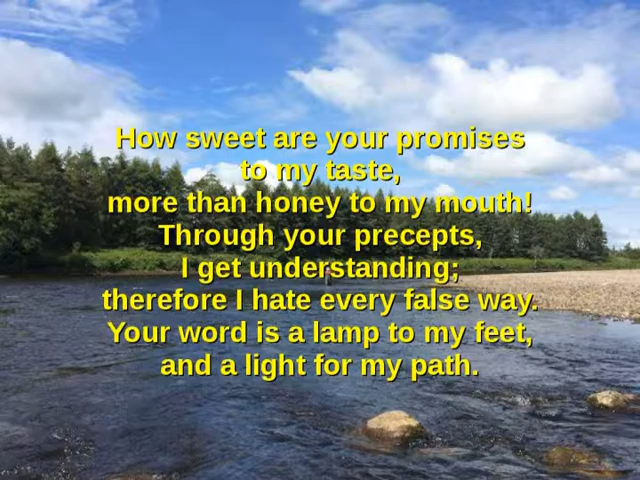 How sweet are your promises
to my taste,
more than honey to my mouth!
Through your precepts,
I get understanding;
therefore I hate every false way.
Your word is a lamp to my feet,
and a light for my path.